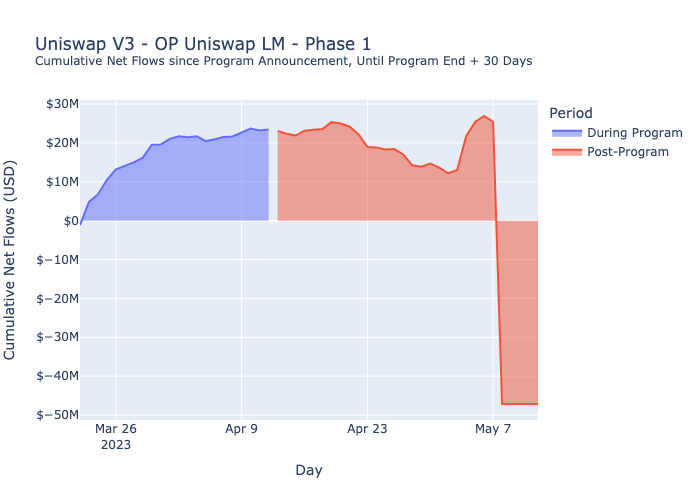 Uniswap V3 - OP Uniswap LM - Phase 1
Cumulative Net Flows since Program Announcement, Until Program End + 30 Days
Period
During Program
Post-Program
Cumulative Net Flows (USD)
$30M
$20M
$10M
$0
$−10M
$−20M
$−30M
$−40M
$−50M
Mar 26
2023
Apr 9
Apr 23
May 7
Day